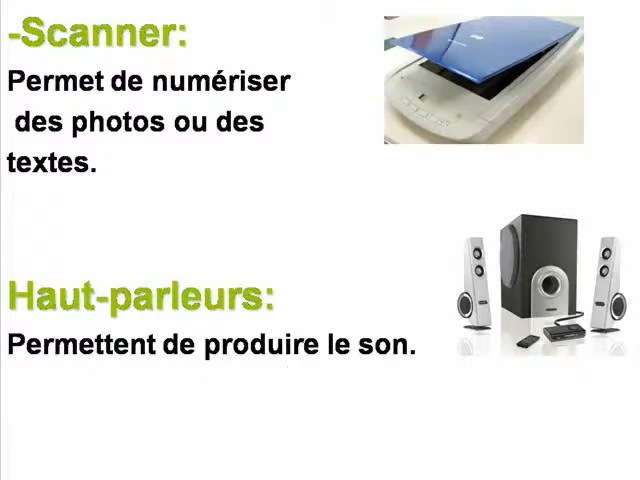 -Scanner:
Permet de numériser
des photos ou des
textes.
Haut-parleurs:
Permettent de produire le son.